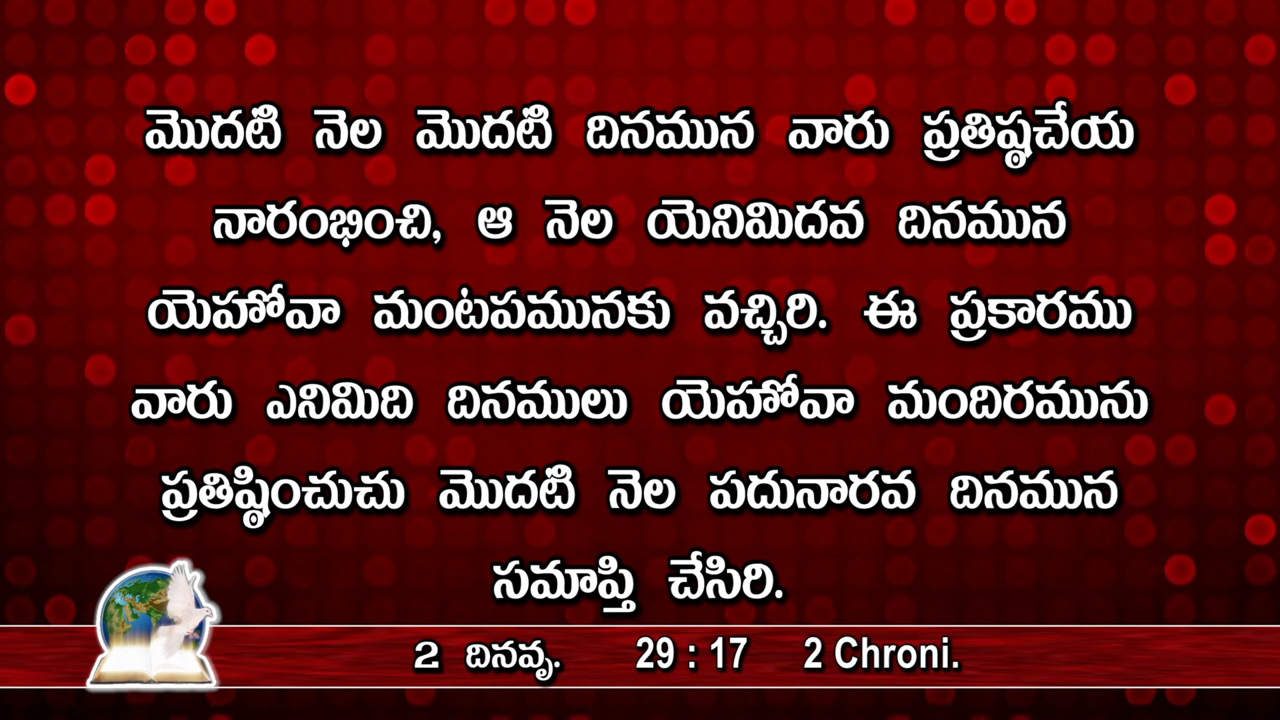 మొదటి నెల మొదటి దినమున వారు ప్రతిష్ఠచేయ
నారంభించి, ఆ నెల యెనిమిదవ దినమున
యెహోవా మంటపమునకు వచ్చిరి. ఈ ప్రకారము
వారు ఎనిమిది దినములు యెహోవా మందిరమును
ప్రతిష్ఠించుచు మొదటి నెల పదునారవ దినమున
సమాప్తి చేసిరి.
2 దినవృ. 29 : 17 2 Chroni.